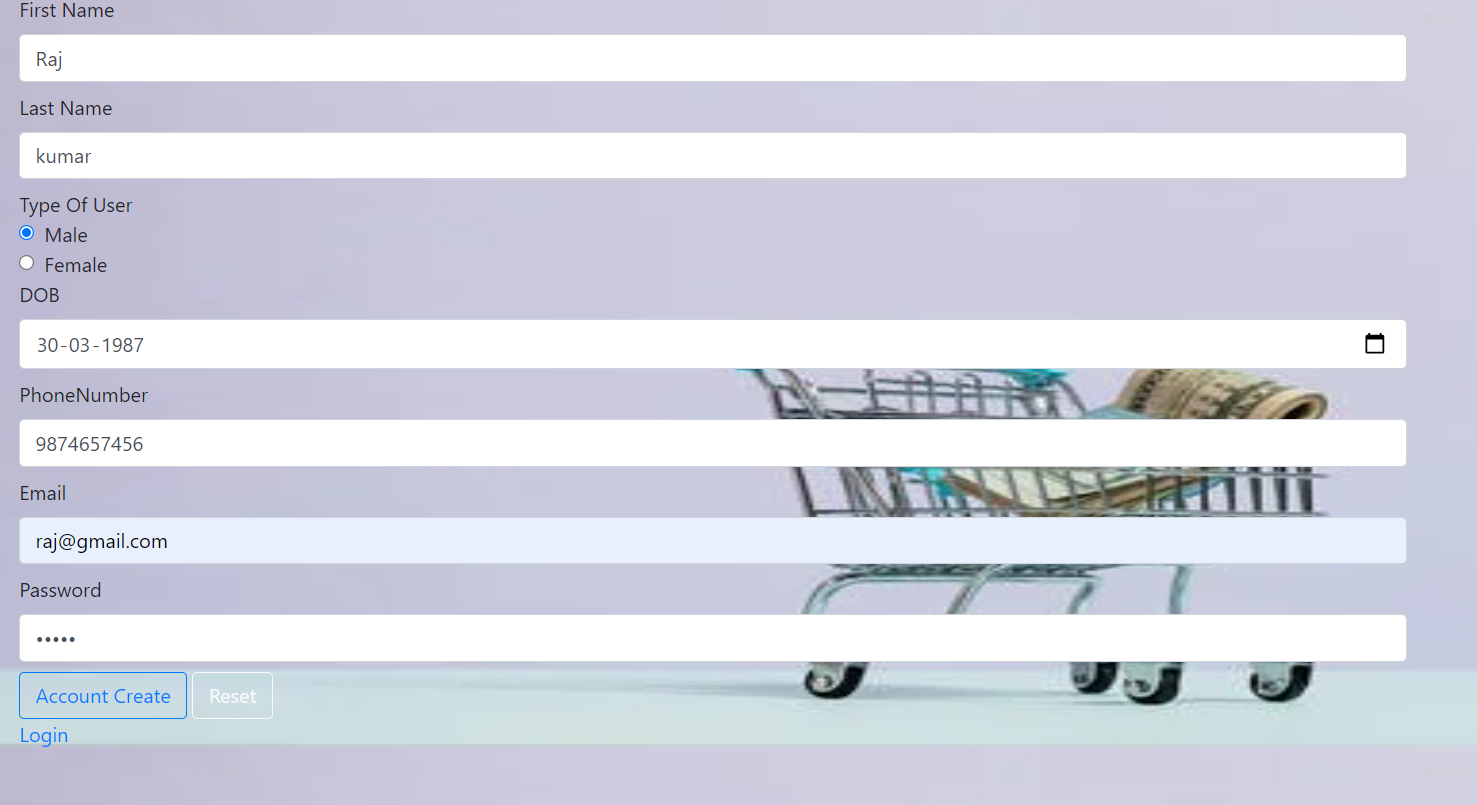 First Name
Raj
Last Name
kumar
Type Of User
Male
Female
DOB
30-03-1987
PhoneNumber
9874657456
Email
raj@gmail.com
Password
•••••
Account Create Reset
Login